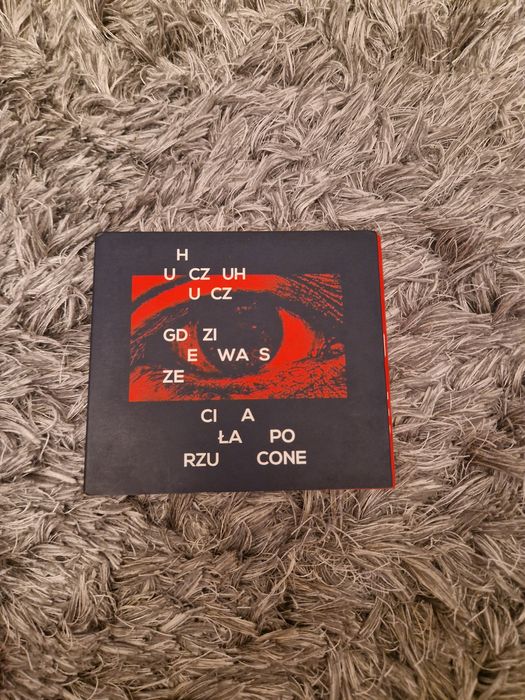 H
U CZ UH
U CZ
GD ZI
E WA S
ZE
CI A
ŁA PO
RZU CONE